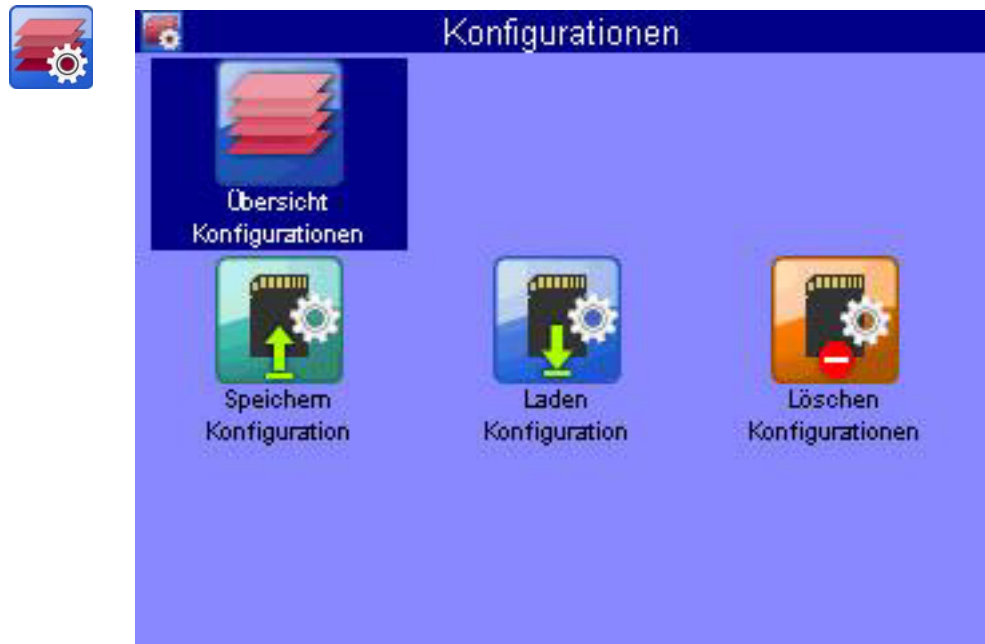 Konfigurationen
Übersicht
Konfigurationen
Speichern
Konfiguration
Laden
Konfiguration
Löschen
Konfigurationen